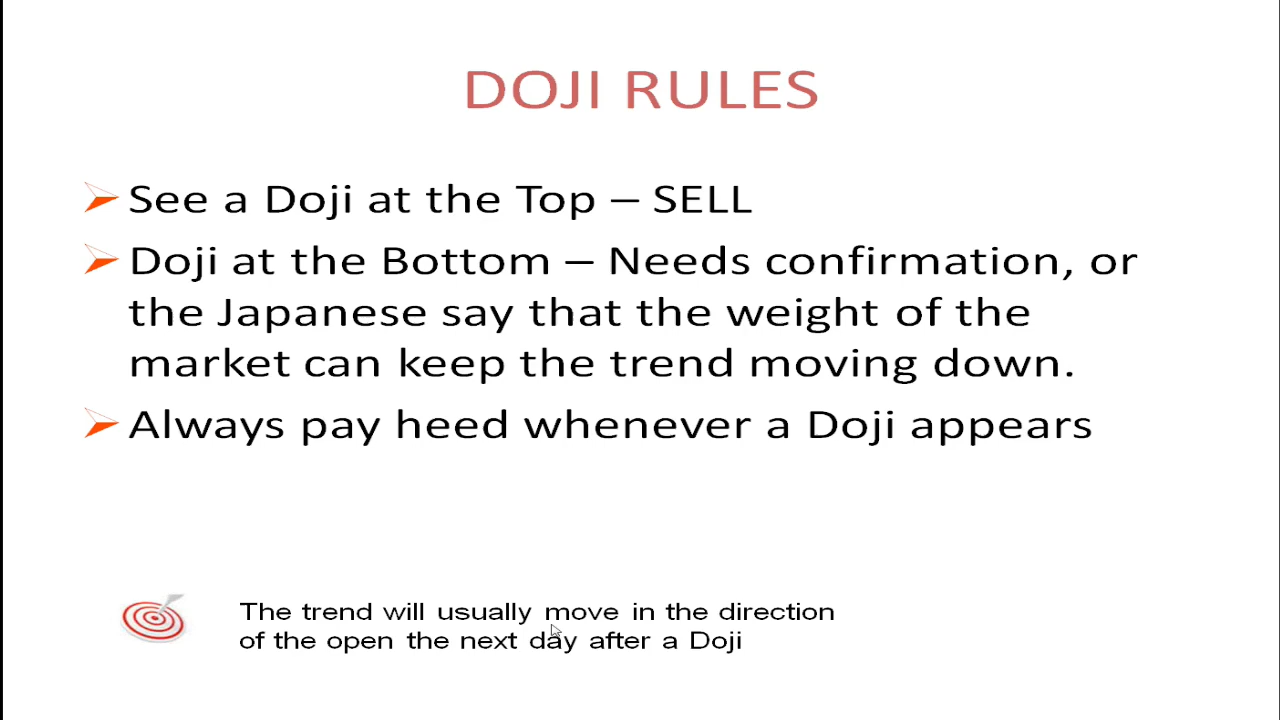 DOJI RULES
See a Doji at the Top – SELL
Doji at the Bottom – Needs confirmation, or
the Japanese say that the weight of the
market can keep the trend moving down.
Always pay heed whenever a Doji appears
The trend will usually move in the direction
of the open the next day after a Doji